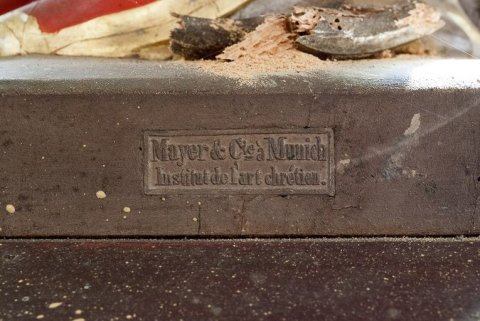 Mayer & Cie à Munich
Institut de l'art chrétien.